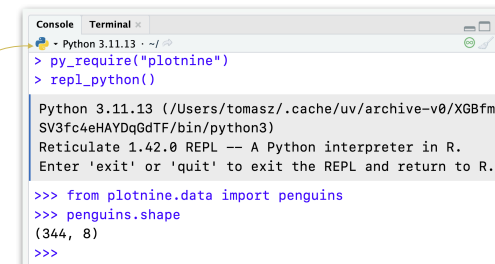 Console Terminal
Python 3.11.13 · ~/
> py_require("plotnine")
> repl_python()
Python 3.11.13 (/Users/tomasz/.cache/uv/archive-v0/XGBfm
SV3fc4eHAYDqGdTF/bin/python3)
Reticulate 1.42.0 REPL -- A Python interpreter in R.
Enter 'exit' or 'quit' to exit the REPL and return to R.
>>> from plotnine.data import penguins
>>> penguins.shape
(344, 8)
>>>